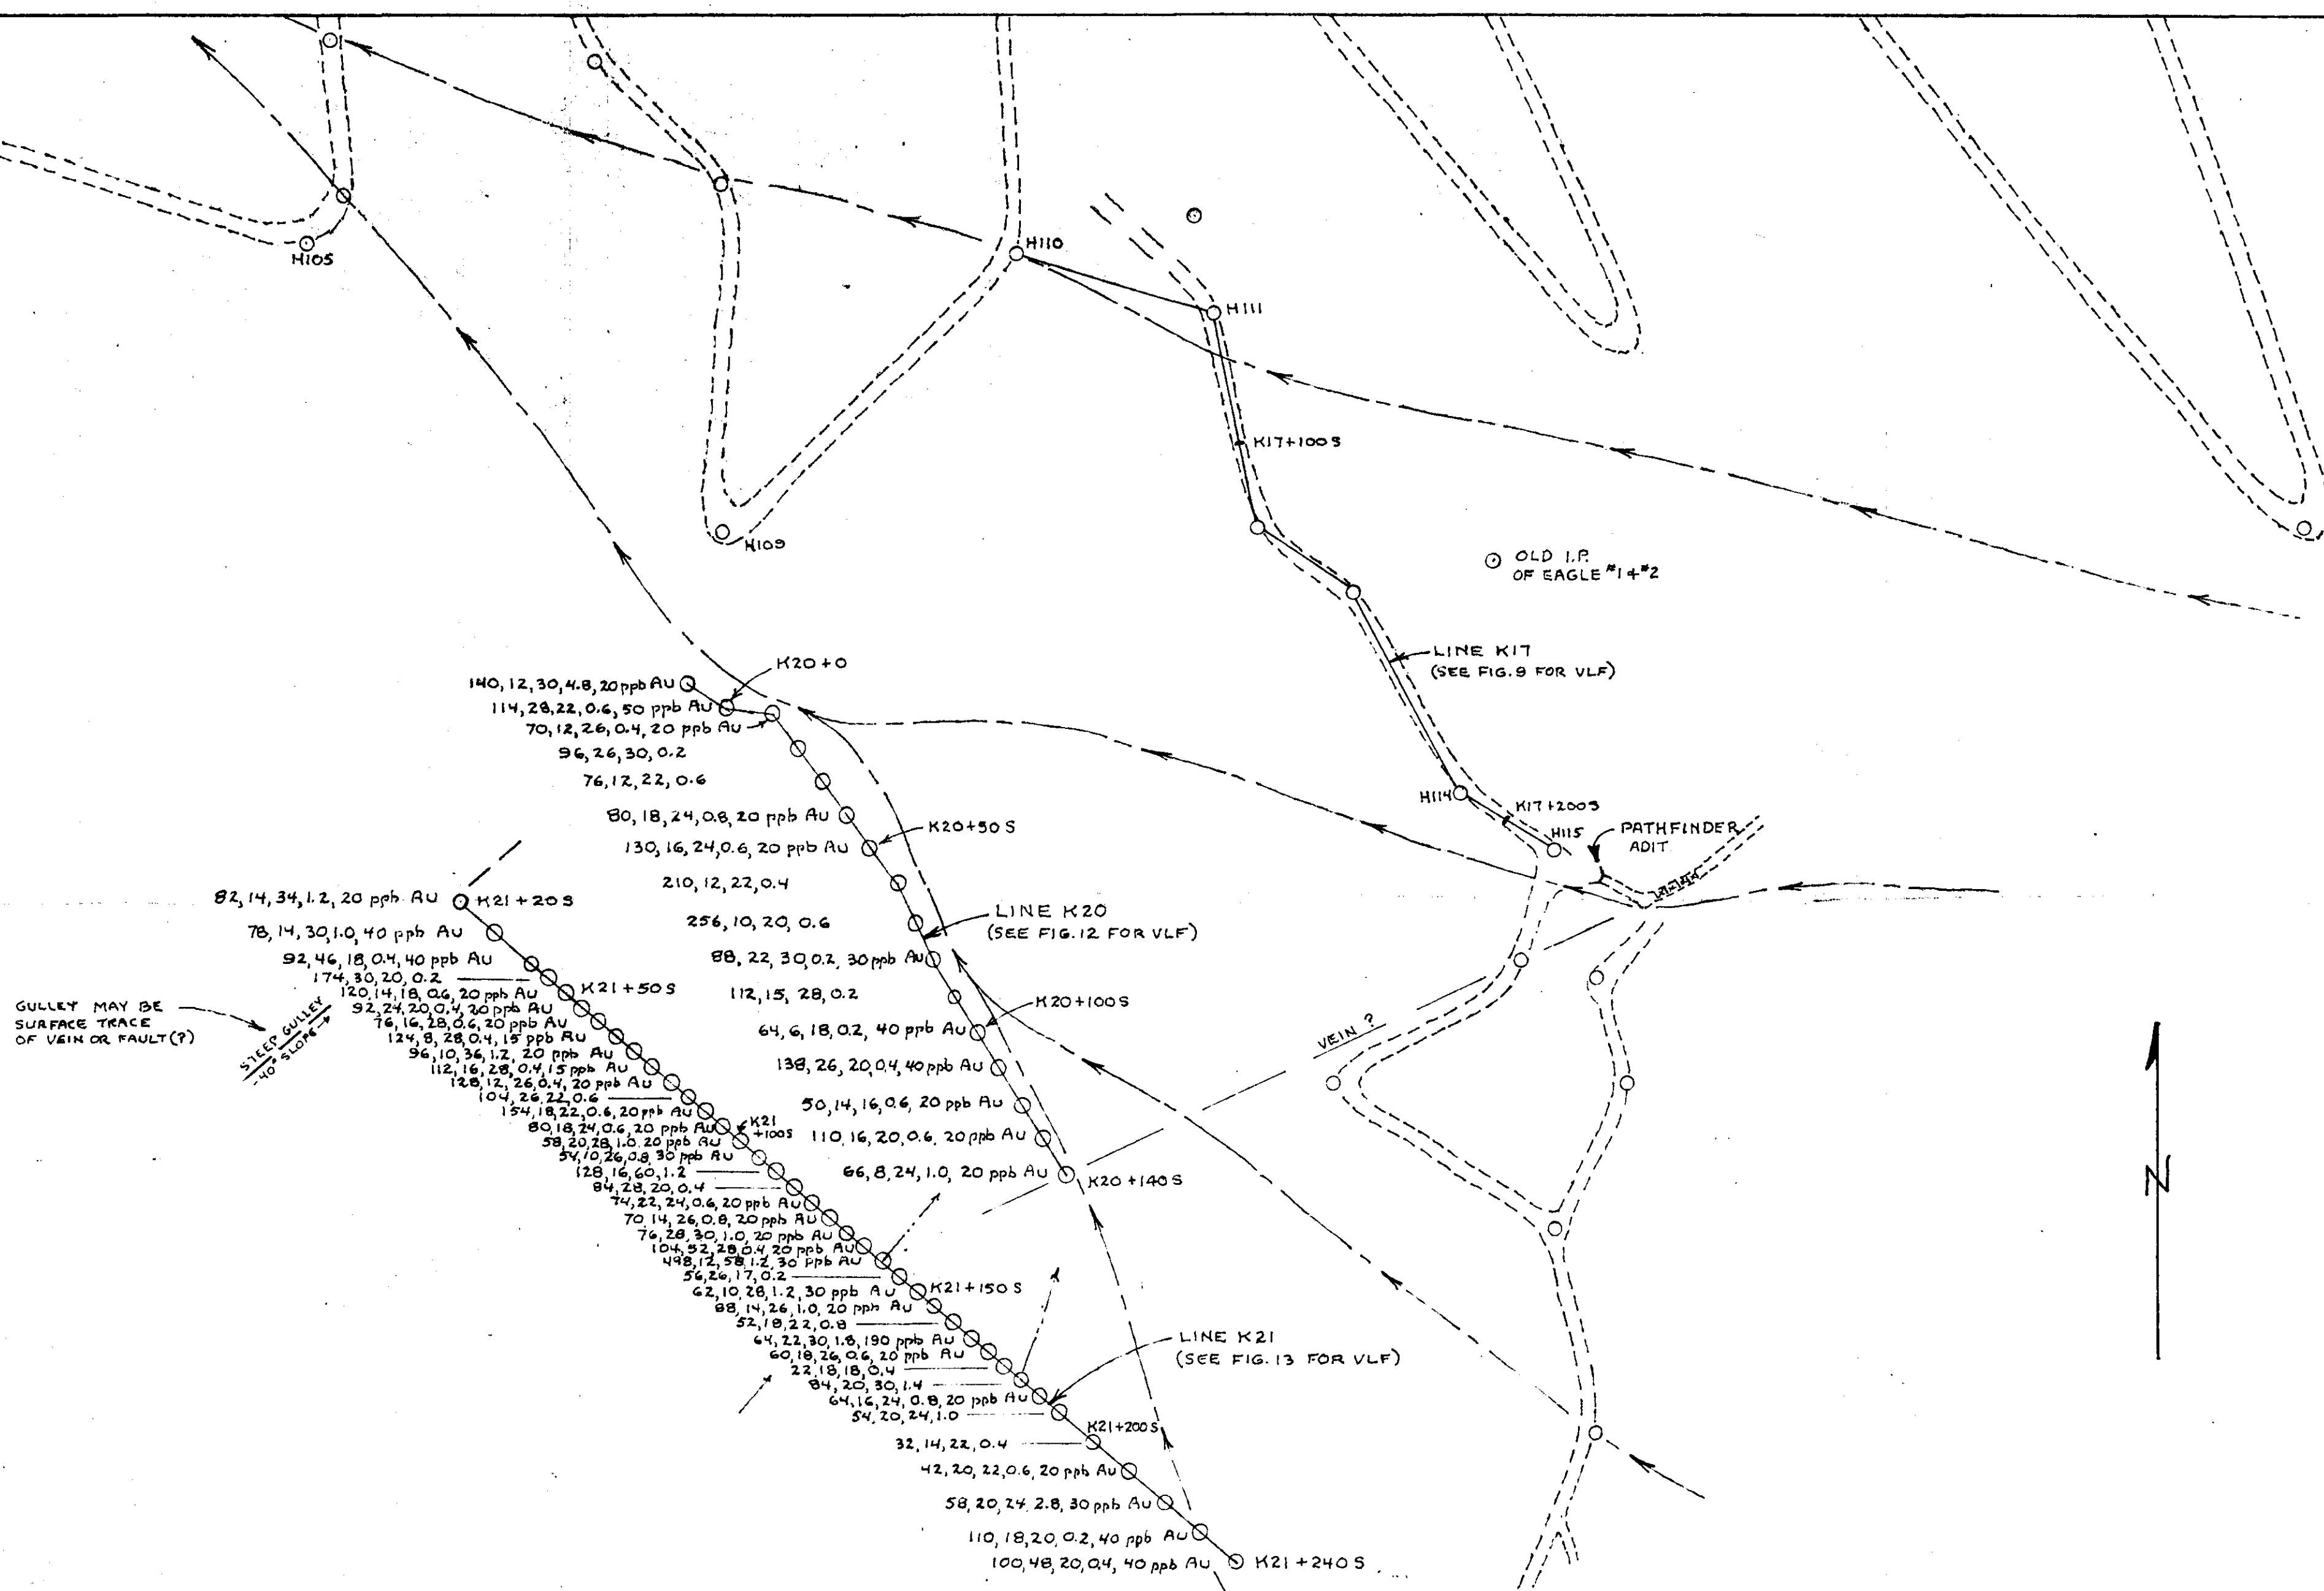 H105
H110
H111
K17+100S
H109
OLD I.P.
OF EAGLE #1 & #2
LINE K17
(SEE FIG. 9 FOR VLF)
K20+0
140, 12, 30, 4.8, 20 ppb Au
114, 28, 22, 0.6, 50 ppb Au
70, 12, 26, 0.4, 20 ppb Au
96, 26, 30, 0.2
76, 12, 22, 0.6
80, 18, 24, 0.8, 20 ppb Au
K20+50S
130, 16, 24, 0.6, 20 ppb Au
210, 12, 22, 0.4
256, 10, 20, 0.6
LINE K20
(SEE FIG. 12 FOR VLF)
88, 22, 30, 0.2, 30 ppb Au
112, 15, 28, 0.2
K20+100S
64, 6, 18, 0.2, 40 ppb Au
138, 26, 20, 0.4, 40 ppb Au
50, 14, 16, 0.6, 20 ppb Au
110, 16, 20, 0.6, 20 ppb Au
66, 8, 24, 1.0, 20 ppb Au
K20+140S
H114
K17+200S
H115
PATHFINDER
ADIT
VEIN ?
82, 14, 34, 1.2, 20 ppb Au
K21+20S
78, 14, 30, 1.0, 40 ppb Au
92, 46, 18, 0.4, 40 ppb Au
174, 30, 20, 0.2
120, 14, 18, 0.6, 20 ppb Au
K21+50S
92, 24, 20, 0.4, 20 ppb Au
76, 16, 28, 0.6, 20 ppb Au
124, 8, 28, 0.4, 15 ppb Au
96, 10, 36, 1.2, 20 ppb Au
112, 16, 28, 0.4, 15 ppb Au
128, 12, 26, 0.4, 20 ppb Au
104, 26, 22, 0.6
154, 18, 22, 0.6, 20 ppb Au
80, 18, 24, 0.6, 20 ppb Au
K21
+100S
58, 20, 28, 1.0, 20 ppb Au
54, 10, 26, 0.8, 30 ppb Au
128, 16, 60, 1.2
84, 28, 20, 0.4
74, 22, 24, 0.6, 20 ppb Au
70, 14, 26, 0.8, 20 ppb Au
76, 28, 30, 1.0, 20 ppb Au
104, 52, 28, 0.4, 20 ppb Au
498, 12, 58, 1.2, 30 ppb Au
56, 26, 17, 0.2
62, 10, 28, 1.2, 30 ppb Au
K21+150S
88, 14, 26, 1.0, 20 ppb Au
52, 18, 22, 0.8
64, 22, 30, 1.8, 190 ppb Au
60, 18, 26, 0.6, 20 ppb Au
22, 18, 18, 0.4
84, 20, 30, 1.4
64, 16, 24, 0.8, 20 ppb Au
54, 20, 24, 1.0
LINE K21
(SEE FIG. 13 FOR VLF)
K21+200S
32, 14, 22, 0.4
42, 20, 22, 0.6, 20 ppb Au
58, 20, 24, 2.8, 30 ppb Au
110, 18, 20, 0.2, 40 ppb Au
100, 48, 20, 0.4, 40 ppb Au
K21+240S
GULLEY MAY BE
SURFACE TRACE
OF VEIN OR FAULT(?)
STEEP GULLEY
-40° SLOPE
N